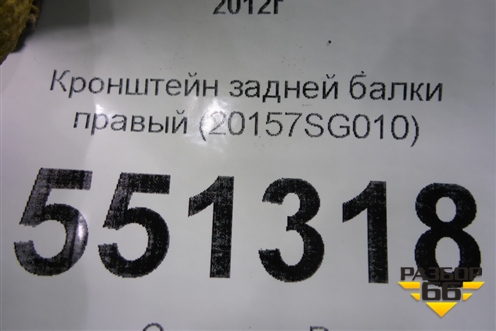 2012г
Кронштейн задней балки
правый (20157SG010)
551318
РАЗБОР
66